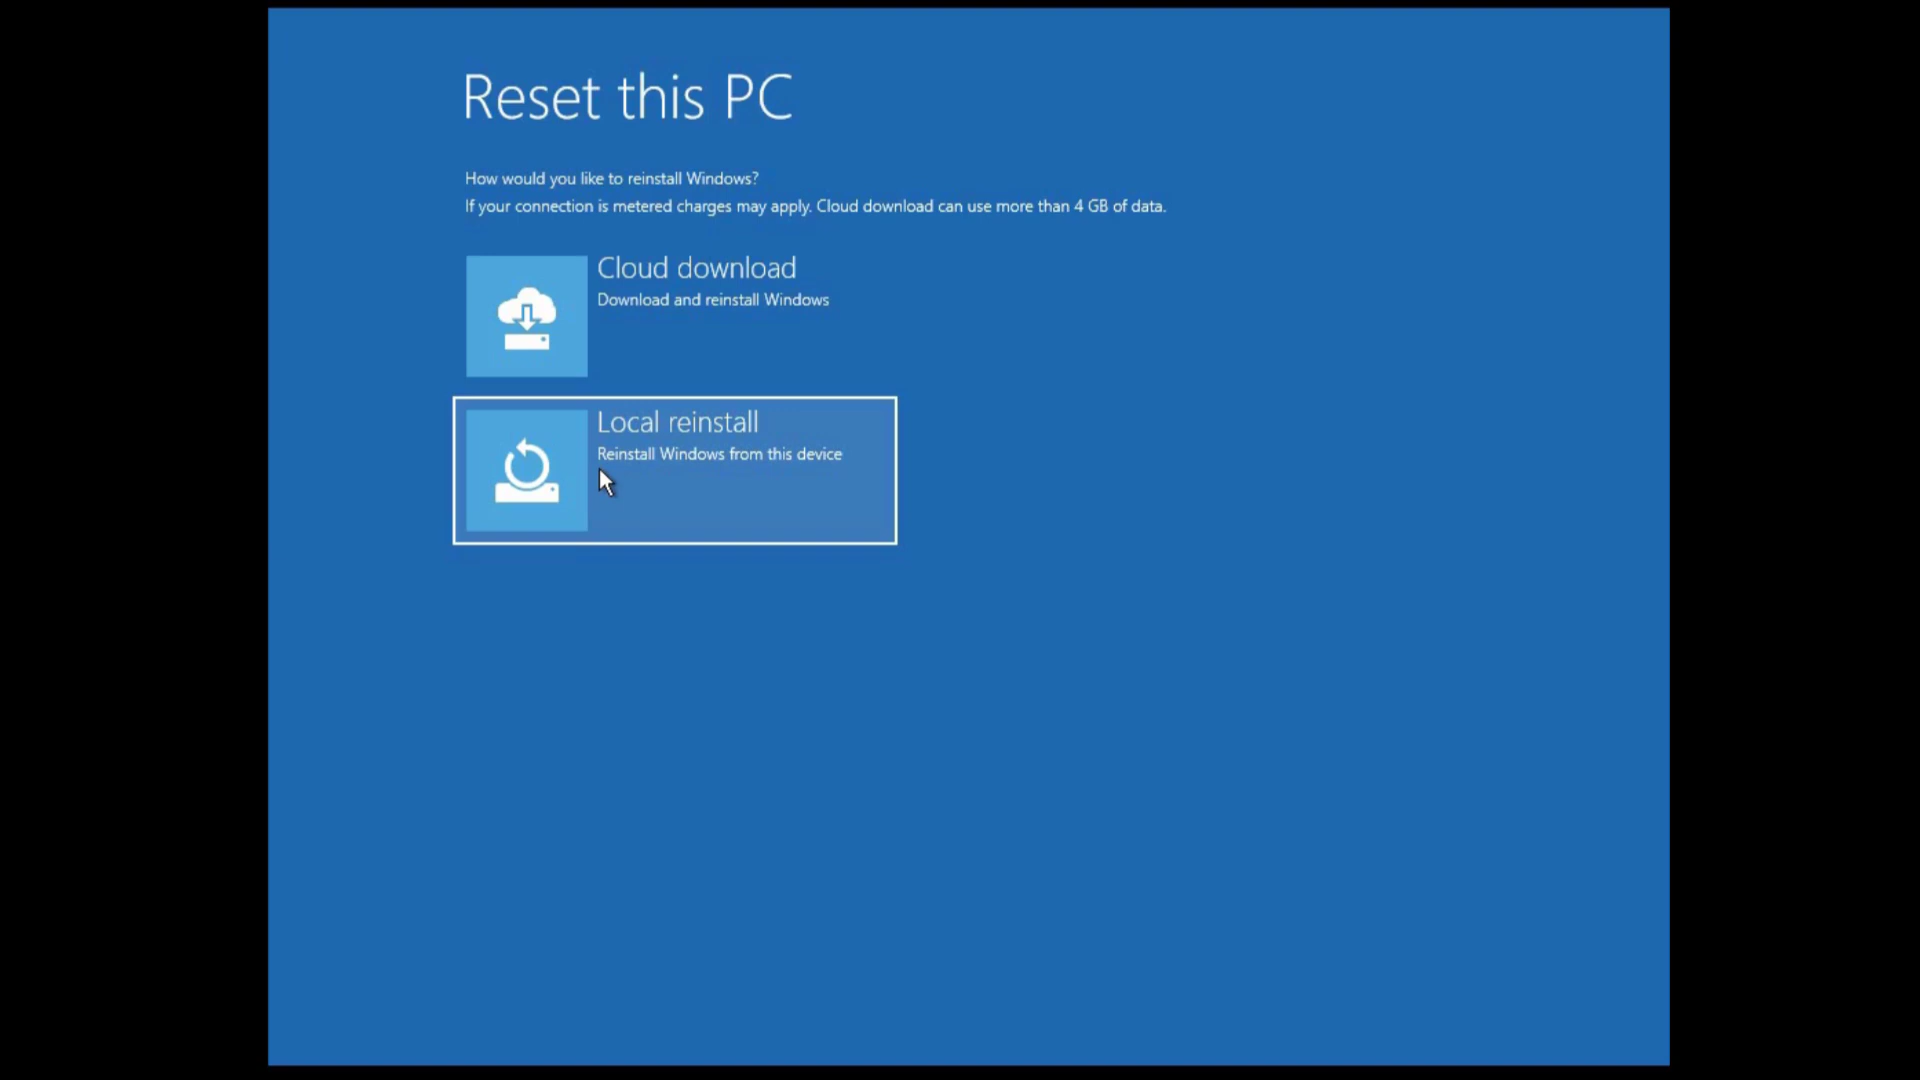 Reset this PC
How would you like to reinstall Windows?
If your connection is metered charges may apply. Cloud download can use more than 4 GB of data.
Cloud download
Download and reinstall Windows
Local reinstall
Reinstall Windows from this device